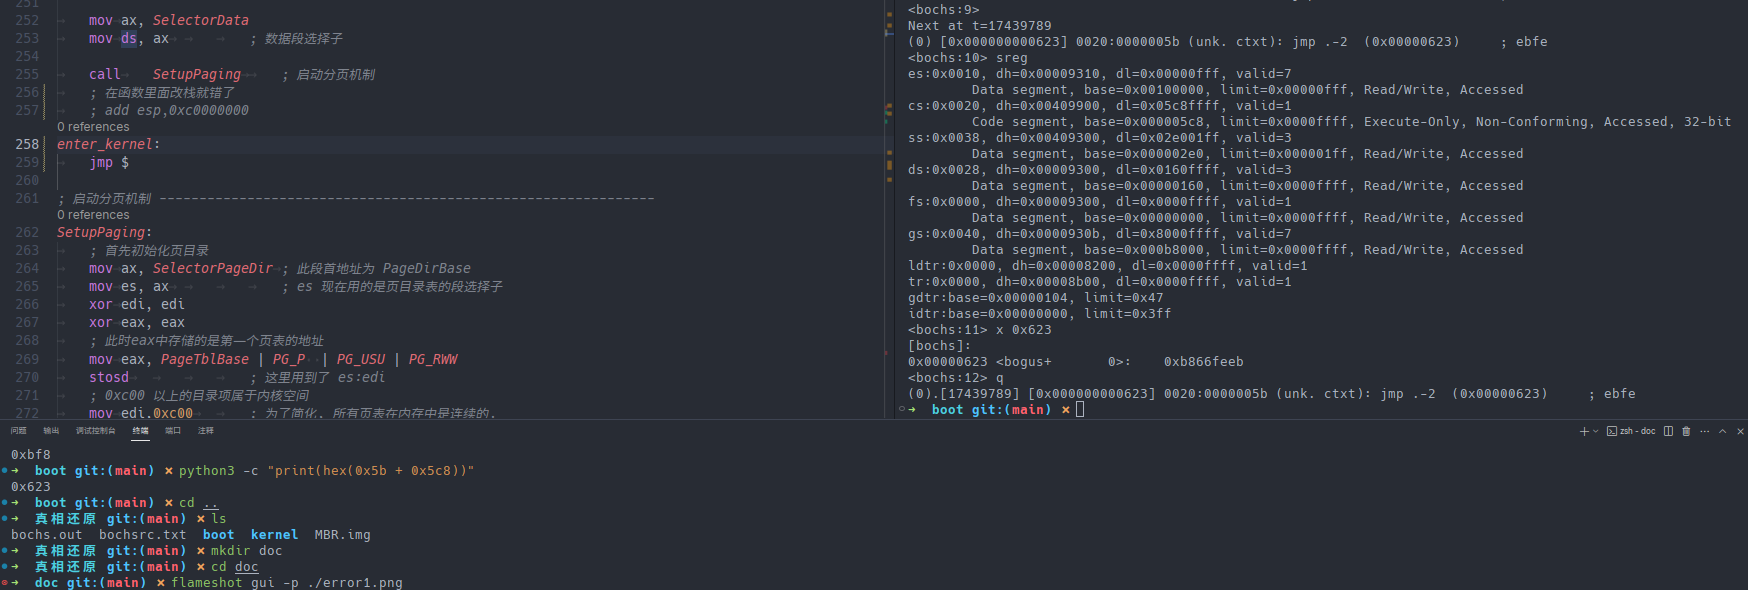 251
252 mov ax, SelectorData
253 mov ds, ax ; 数据段选择子
254
255 call SetupPaging ; 启动分页机制
256 ; 在函数里面改栈就错了
257 ; add esp,0xc0000000
0 references
258 enter_kernel:
259 jmp $
260
261 ; 启动分页机制 --------------------------------------------------------------
0 references
262 SetupPaging:
263 ; 首先初始化页目录
264 mov ax, SelectorPageDir ; 此段首地址为 PageDirBase
265 mov es, ax ; es 现在用的是页目录表的段选择子
266 xor edi, edi
267 xor eax, eax
268 ; 此时eax中存储的是第一个页表的地址
269 mov eax, PageTblBase | PG_P | PG_USU | PG_RWW
270 stosd ; 这里用到了 es:edi
271 ; 0xc00 以上的目录项属于内核空间
272 mov edi,0xc00 ; 为了简化, 所有页表在内存中是连续的.
<bochs:9>
Next at t=17439789
(0) [0x000000000623] 0020:0000005b (unk. ctxt): jmp .-2  (0x00000623)     ; ebfe
<bochs:10> sreg
es:0x0010, dh=0x00009310, dl=0x00000fff, valid=7
Data segment, base=0x00100000, limit=0x00000fff, Read/Write, Accessed
cs:0x0020, dh=0x00409900, dl=0x05c8ffff, valid=1
Code segment, base=0x000005c8, limit=0x0000ffff, Execute-Only, Non-Conforming, Accessed, 32-bit
ss:0x0038, dh=0x00409300, dl=0x02e001ff, valid=3
Data segment, base=0x000002e0, limit=0x000001ff, Read/Write, Accessed
ds:0x0028, dh=0x00009300, dl=0x0160ffff, valid=3
Data segment, base=0x00000160, limit=0x0000ffff, Read/Write, Accessed
fs:0x0000, dh=0x00009300, dl=0x0000ffff, valid=1
Data segment, base=0x00000000, limit=0x0000ffff, Read/Write, Accessed
gs:0x0040, dh=0x0000930b, dl=0x8000ffff, valid=7
Data segment, base=0x000b8000, limit=0x0000ffff, Read/Write, Accessed
ldtr:0x0000, dh=0x00008200, dl=0x0000ffff, valid=1
tr:0x0000, dh=0x00008b00, dl=0x0000ffff, valid=1
gdtr:base=0x00000104, limit=0x47
idtr:base=0x00000000, limit=0x3ff
<bochs:11> x 0x623
[bochs]:
0x00000623 <bogus+       0>:    0xb866feeb
<bochs:12> q
(0).[17439789] [0x000000000623] 0020:0000005b (unk. ctxt): jmp .-2  (0x00000623)     ; ebfe
➜ boot git:(main) ✗
问题 输出 调试控制台 终端 端口 注释
zsh - doc
0xbf8
➜ boot git:(main) ✗ python3 -c "print(hex(0x5b + 0x5c8))"
0x623
➜ boot git:(main) ✗ cd ..
➜ 真相还原 git:(main) ✗ ls
bochs.out  bochsrc.txt  boot  kernel  MBR.img
➜ 真相还原 git:(main) ✗ mkdir doc
➜ 真相还原 git:(main) ✗ cd doc
➜ doc git:(main) ✗ flameshot gui -p ./error1.png